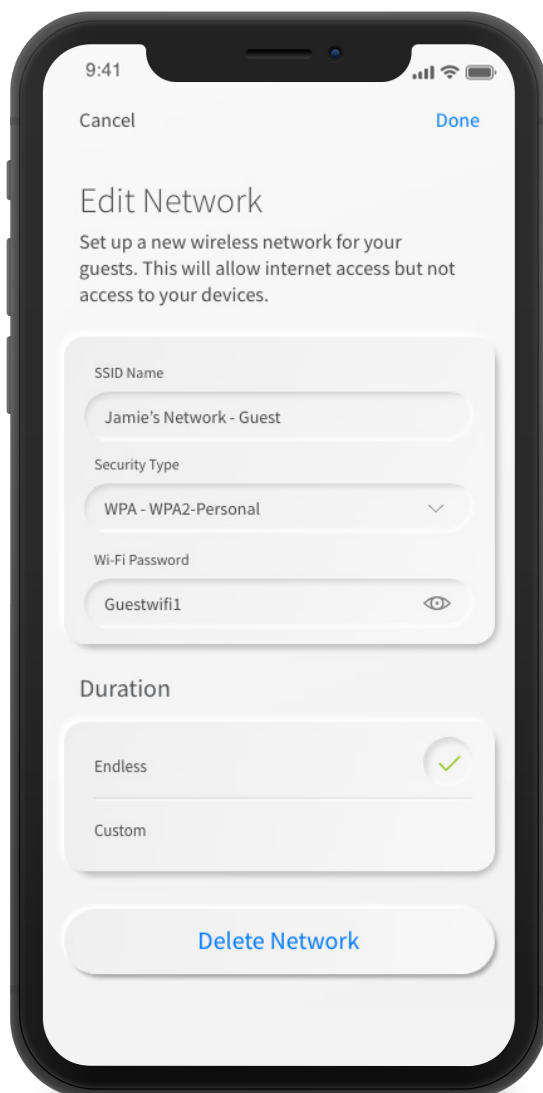 9:41
Cancel
Done
Edit Network
Set up a new wireless network for your
guests. This will allow internet access but not
access to your devices.
SSID Name
Jamie’s Network - Guest
Security Type
WPA - WPA2-Personal
Wi-Fi Password
Guestwifi1
Duration
Endless
Custom
Delete Network